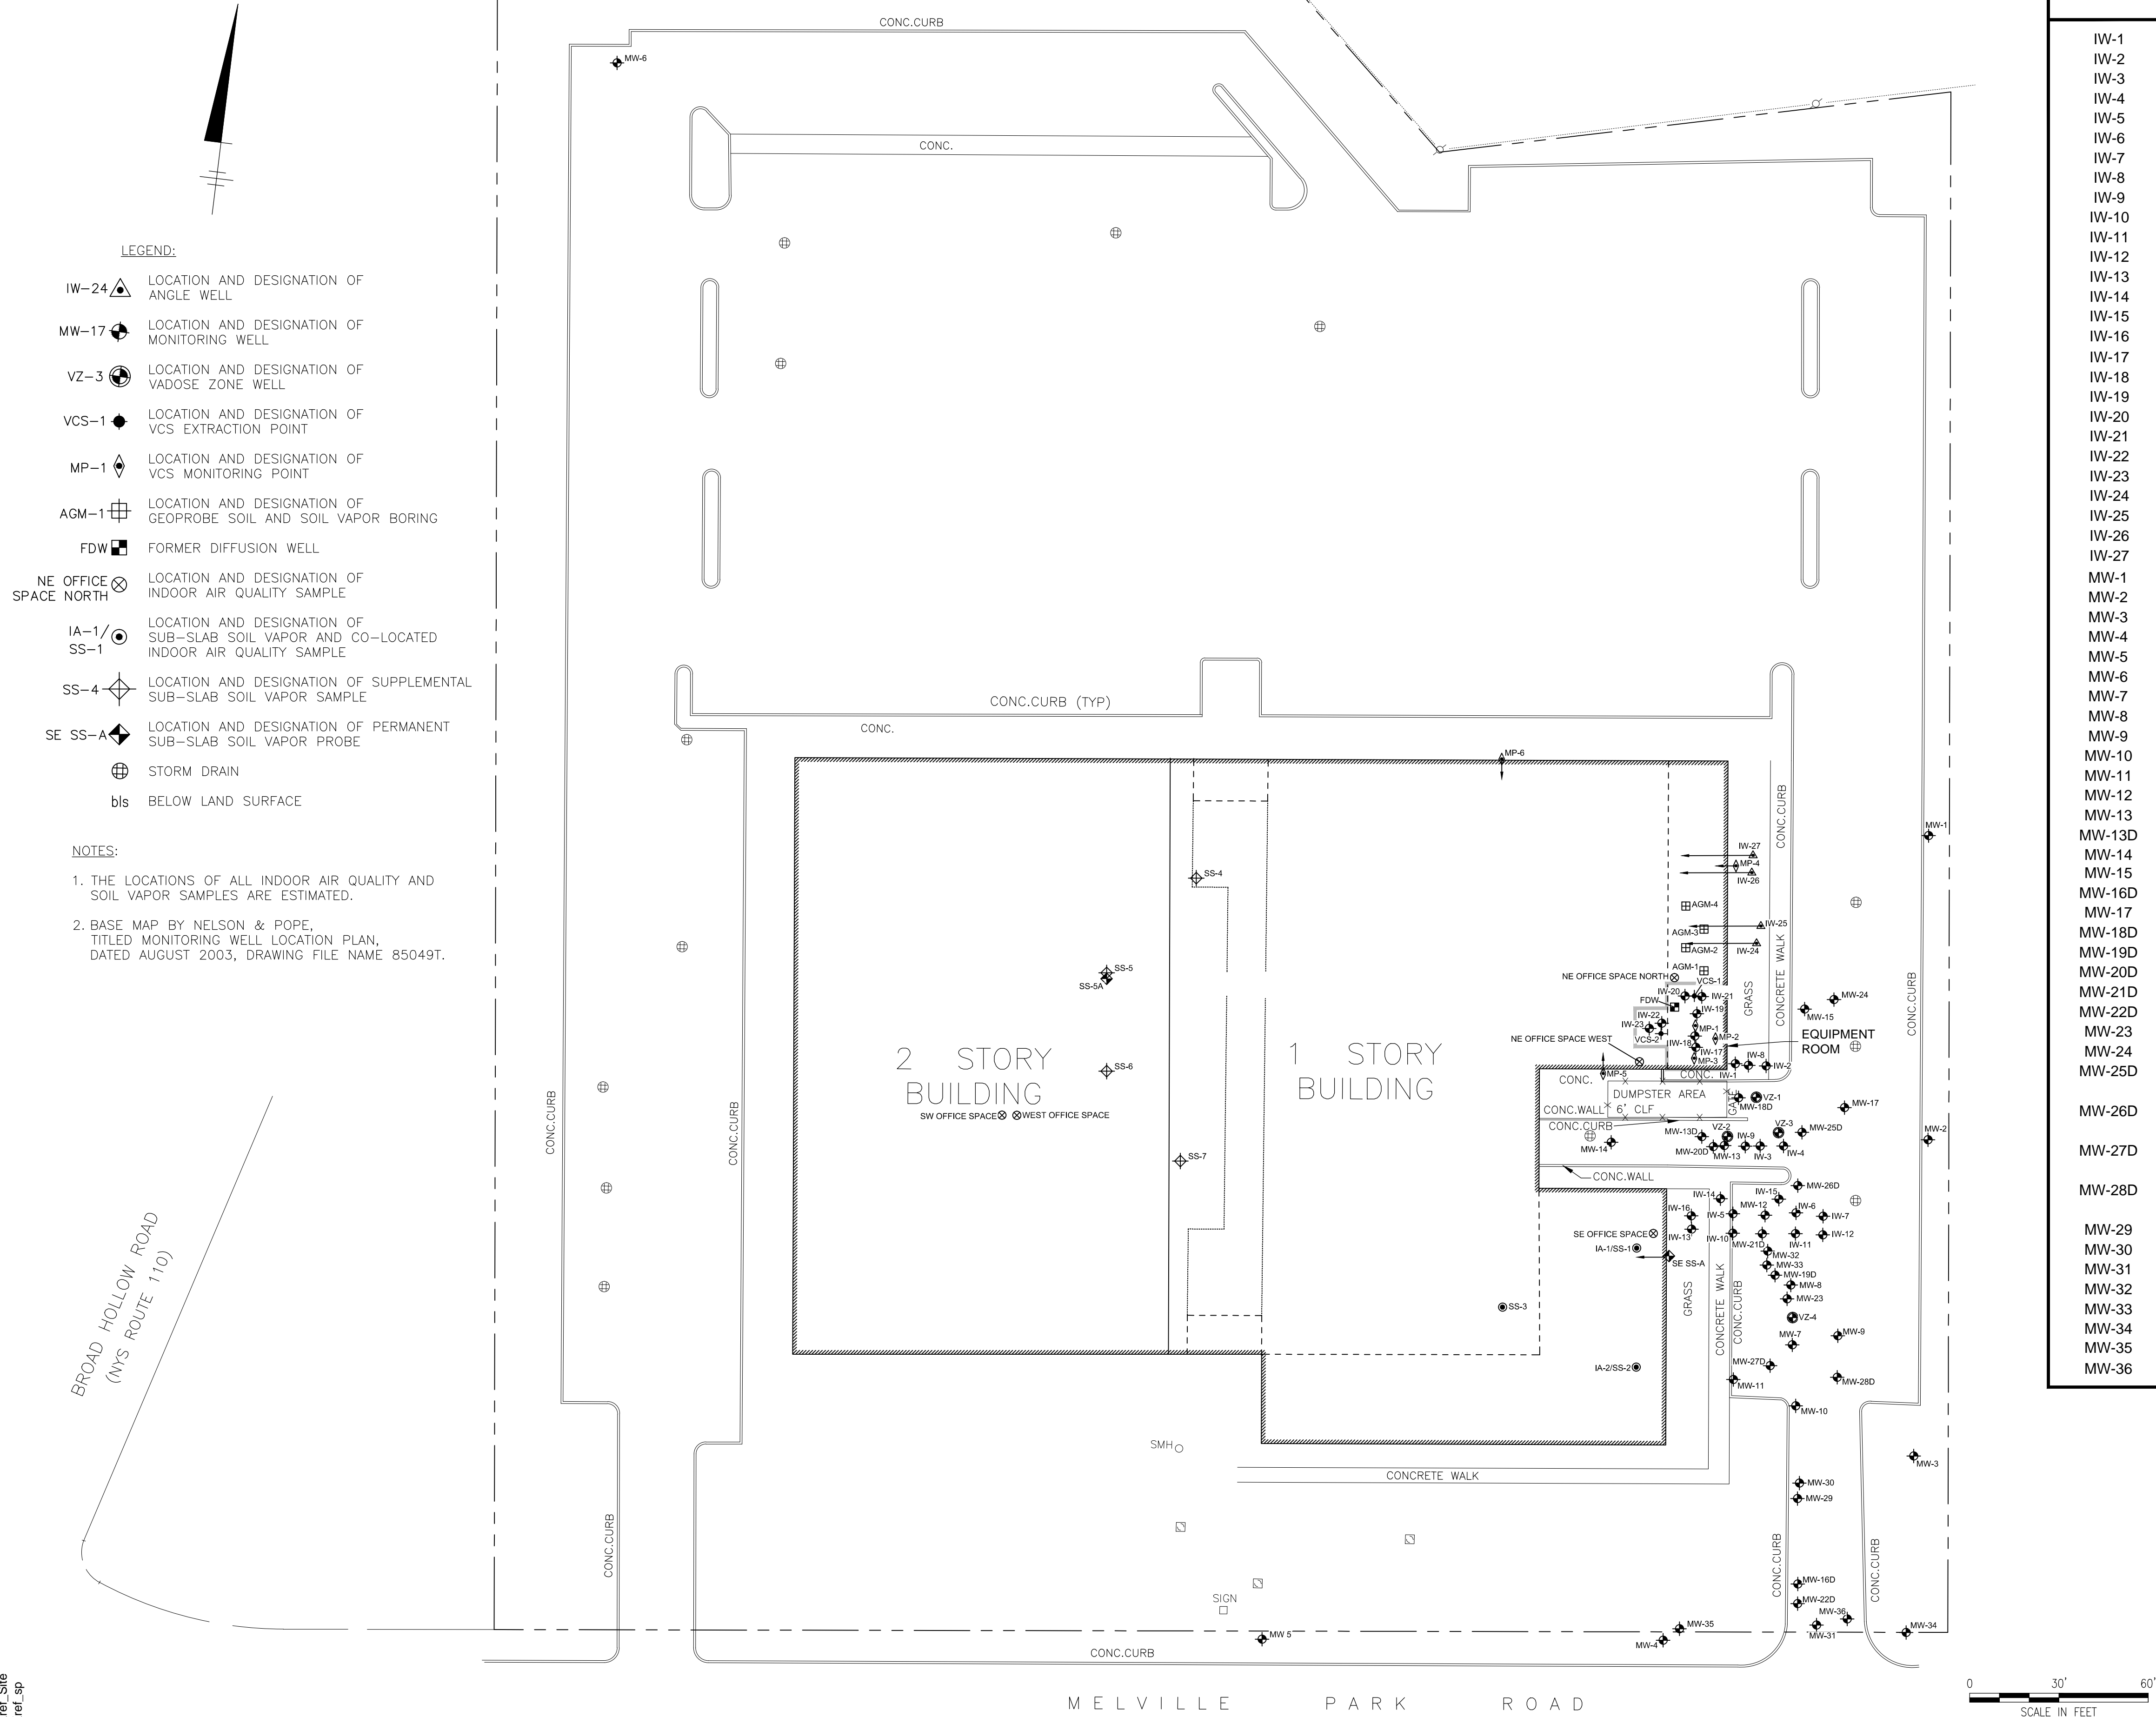 LEGEND:
IW-24
LOCATION AND DESIGNATION OF
ANGLE WELL
MW-17
LOCATION AND DESIGNATION OF
MONITORING WELL
VZ-3
LOCATION AND DESIGNATION OF
VADOSE ZONE WELL
VCS-1
LOCATION AND DESIGNATION OF
VCS EXTRACTION POINT
MP-1
LOCATION AND DESIGNATION OF
VCS MONITORING POINT
AGM-1
LOCATION AND DESIGNATION OF
GEOPROBE SOIL AND SOIL VAPOR BORING
FDW
FORMER DIFFUSION WELL
NE OFFICE
SPACE NORTH
LOCATION AND DESIGNATION OF
INDOOR AIR QUALITY SAMPLE
IA-1/
SS-1
LOCATION AND DESIGNATION OF
SUB-SLAB SOIL VAPOR AND CO-LOCATED
INDOOR AIR QUALITY SAMPLE
SS-4
LOCATION AND DESIGNATION OF SUPPLEMENTAL
SUB-SLAB SOIL VAPOR SAMPLE
SE SS-A
LOCATION AND DESIGNATION OF PERMANENT
SUB-SLAB SOIL VAPOR PROBE
STORM DRAIN
bls
BELOW LAND SURFACE
NOTES:
1. THE LOCATIONS OF ALL INDOOR AIR QUALITY AND
SOIL VAPOR SAMPLES ARE ESTIMATED.
2. BASE MAP BY NELSON & POPE,
TITLED MONITORING WELL LOCATION PLAN,
DATED AUGUST 2003, DRAWING FILE NAME 85049T.
BROAD HOLLOW ROAD
(NYS ROUTE 110)
ref_Site
ref_sp
CONC.CURB
MW-6
CONC.
CONC.CURB (TYP)
CONC.
MP-6
CONC.CURB
MW-1
IW-27
MP-4
IW-26
SS-4
AGM-4
IW-25
AGM-3
AGM-2
IW-24
CONCRETE WALK
GRASS
CONC.CURB
SS-5
SS-5A
AGM-1
NE OFFICE SPACE NORTH
VCS-1
IW-20
IW-21
FDW
IW-19
IW-22
IW-23
MP-1
VCS-2
IW-18
MP-2
NE OFFICE SPACE WEST
IW-17
MP-3
MW-24
MW-15
EQUIPMENT
ROOM
2 STORY
BUILDING
1 STORY
BUILDING
SS-6
SW OFFICE SPACE
WEST OFFICE SPACE
IW-8
IW-2
IW-1
CONC.
CONC.
MP-5
DUMPSTER AREA
GATE
VZ-1
MW-18D
MW-17
CONC.WALL
6' CLF
CONC.CURB
MW-14
MW-13D
VZ-2
VZ-3
MW-25D
MW-2
MW-20D
MW-13
IW-9
IW-3
IW-4
SS-7
CONC.WALL
MW-26D
IW-14
IW-15
IW-16
IW-5
MW-12
IW-6
IW-7
IW-13
IW-10
MW-21D
IW-11
IW-12
SE OFFICE SPACE
IA-1/SS-1
SE SS-A
MW-32
MW-33
MW-19D
MW-8
MW-23
VZ-4
SS-3
GRASS
CONCRETE WALK
CONC.CURB
MW-7
MW-9
IA-2/SS-2
MW-27D
MW-28D
MW-11
MW-10
CONC.CURB
CONC.CURB
SMH
CONCRETE WALK
MW-3
MW-30
MW-29
CONC.CURB
CONC.CURB
CONC.CURB
MW-16D
MW-22D
MW-36
MW-31
MW-34
SIGN
MW 5
MW-35
MW-4
CONC.CURB
MELVILLE PARK ROAD
0 30' 60'
SCALE IN FEET
IW-1
IW-2
IW-3
IW-4
IW-5
IW-6
IW-7
IW-8
IW-9
IW-10
IW-11
IW-12
IW-13
IW-14
IW-15
IW-16
IW-17
IW-18
IW-19
IW-20
IW-21
IW-22
IW-23
IW-24
IW-25
IW-26
IW-27
MW-1
MW-2
MW-3
MW-4
MW-5
MW-6
MW-7
MW-8
MW-9
MW-10
MW-11
MW-12
MW-13
MW-13D
MW-14
MW-15
MW-16D
MW-17
MW-18D
MW-19D
MW-20D
MW-21D
MW-22D
MW-23
MW-24
MW-25D
MW-26D
MW-27D
MW-28D
MW-29
MW-30
MW-31
MW-32
MW-33
MW-34
MW-35
MW-36